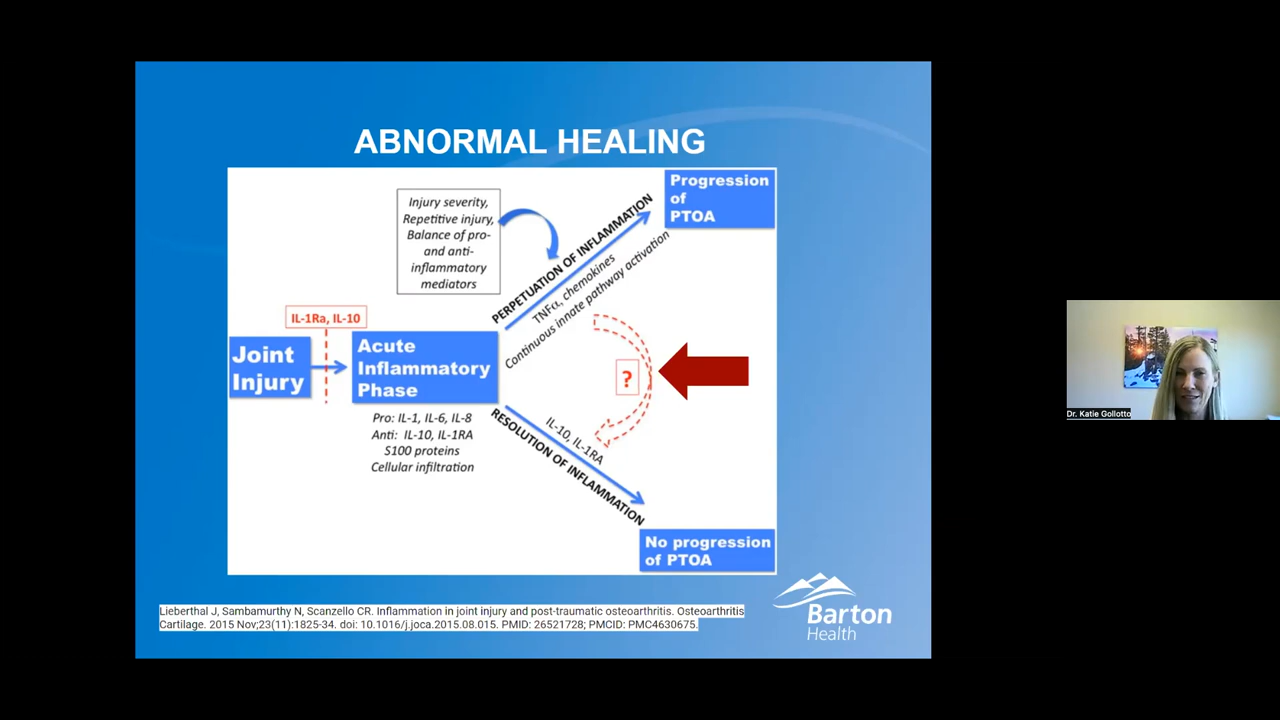 ABNORMAL HEALING
Injury severity,
Repetitive injury,
Balance of pro-
and anti-
inflammatory
mediators
PERPETUATION OF INFLAMMATION
TNFα, chemokines
Continuous innate pathway activation
Progression
of
PTOA
IL-1Ra, IL-10
Joint
Injury
Acute
Inflammatory
Phase
Pro: IL-1, IL-6, IL-8
Anti: IL-10, IL-1RA
S100 proteins
Cellular infiltration
?
IL-10, IL-1RA
RESOLUTION OF INFLAMMATION
No progression
of PTOA
Lieberthal J, Sambamurthy N, Scanzello CR. Inflammation in joint injury and post-traumatic osteoarthritis. Osteoarthritis
Cartilage. 2015 Nov;23(11):1825-34. doi: 10.1016/j.joca.2015.08.015. PMID: 26521728; PMCID: PMC4630675.
Barton
Health
Dr. Katie Gollotto